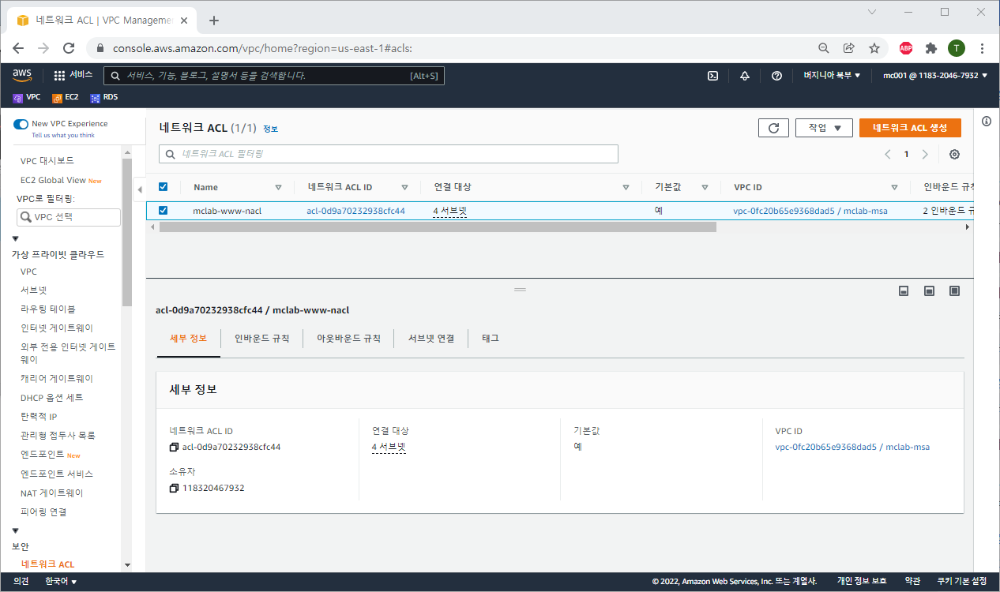 네트워크 ACL | VPC Manageme
console.aws.amazon.com/vpc/home?region=us-east-1#acls:
ABP
T
aws
서비스
서비스, 기능, 블로그, 설명서 등을 검색합니다.
[Alt+S]
버지니아 북부
mc001 @ 1183-2046-7932
VPC
EC2
RDS
New VPC Experience
Tell us what you think
VPC 대시보드
EC2 Global View New
VPC로 필터링:
VPC 선택
가상 프라이빗 클라우드
VPC
서브넷
라우팅 테이블
인터넷 게이트웨이
외부 전용 인터넷 게이트
웨이
캐리어 게이트웨이
DHCP 옵션 세트
탄력적 IP
관리형 접두사 목록
엔드포인트 New
엔드포인트 서비스
NAT 게이트웨이
피어링 연결
보안
네트워크 ACL
네트워크 ACL (1/1) 정보
작업
네트워크 ACL 생성
네트워크 ACL 필터링
1
Name
네트워크 ACL ID
연결 대상
기본값
VPC ID
인바운드 규칙
mclab-www-nacl
acl-0d9a70232938cfc44
4 서브넷
예
vpc-0fc20b65e9368dad5 / mclab-msa
2 인바운드 규
acl-0d9a70232938cfc44 / mclab-www-nacl
세부 정보
인바운드 규칙
아웃바운드 규칙
서브넷 연결
태그
세부 정보
네트워크 ACL ID
acl-0d9a70232938cfc44
연결 대상
4 서브넷
기본값
예
VPC ID
vpc-0fc20b65e9368dad5 / mclab-msa
소유자
118320467932
의견
한국어
© 2022, Amazon Web Services, Inc. 또는 계열사.
개인 정보 보호
약관
쿠키 기본 설정